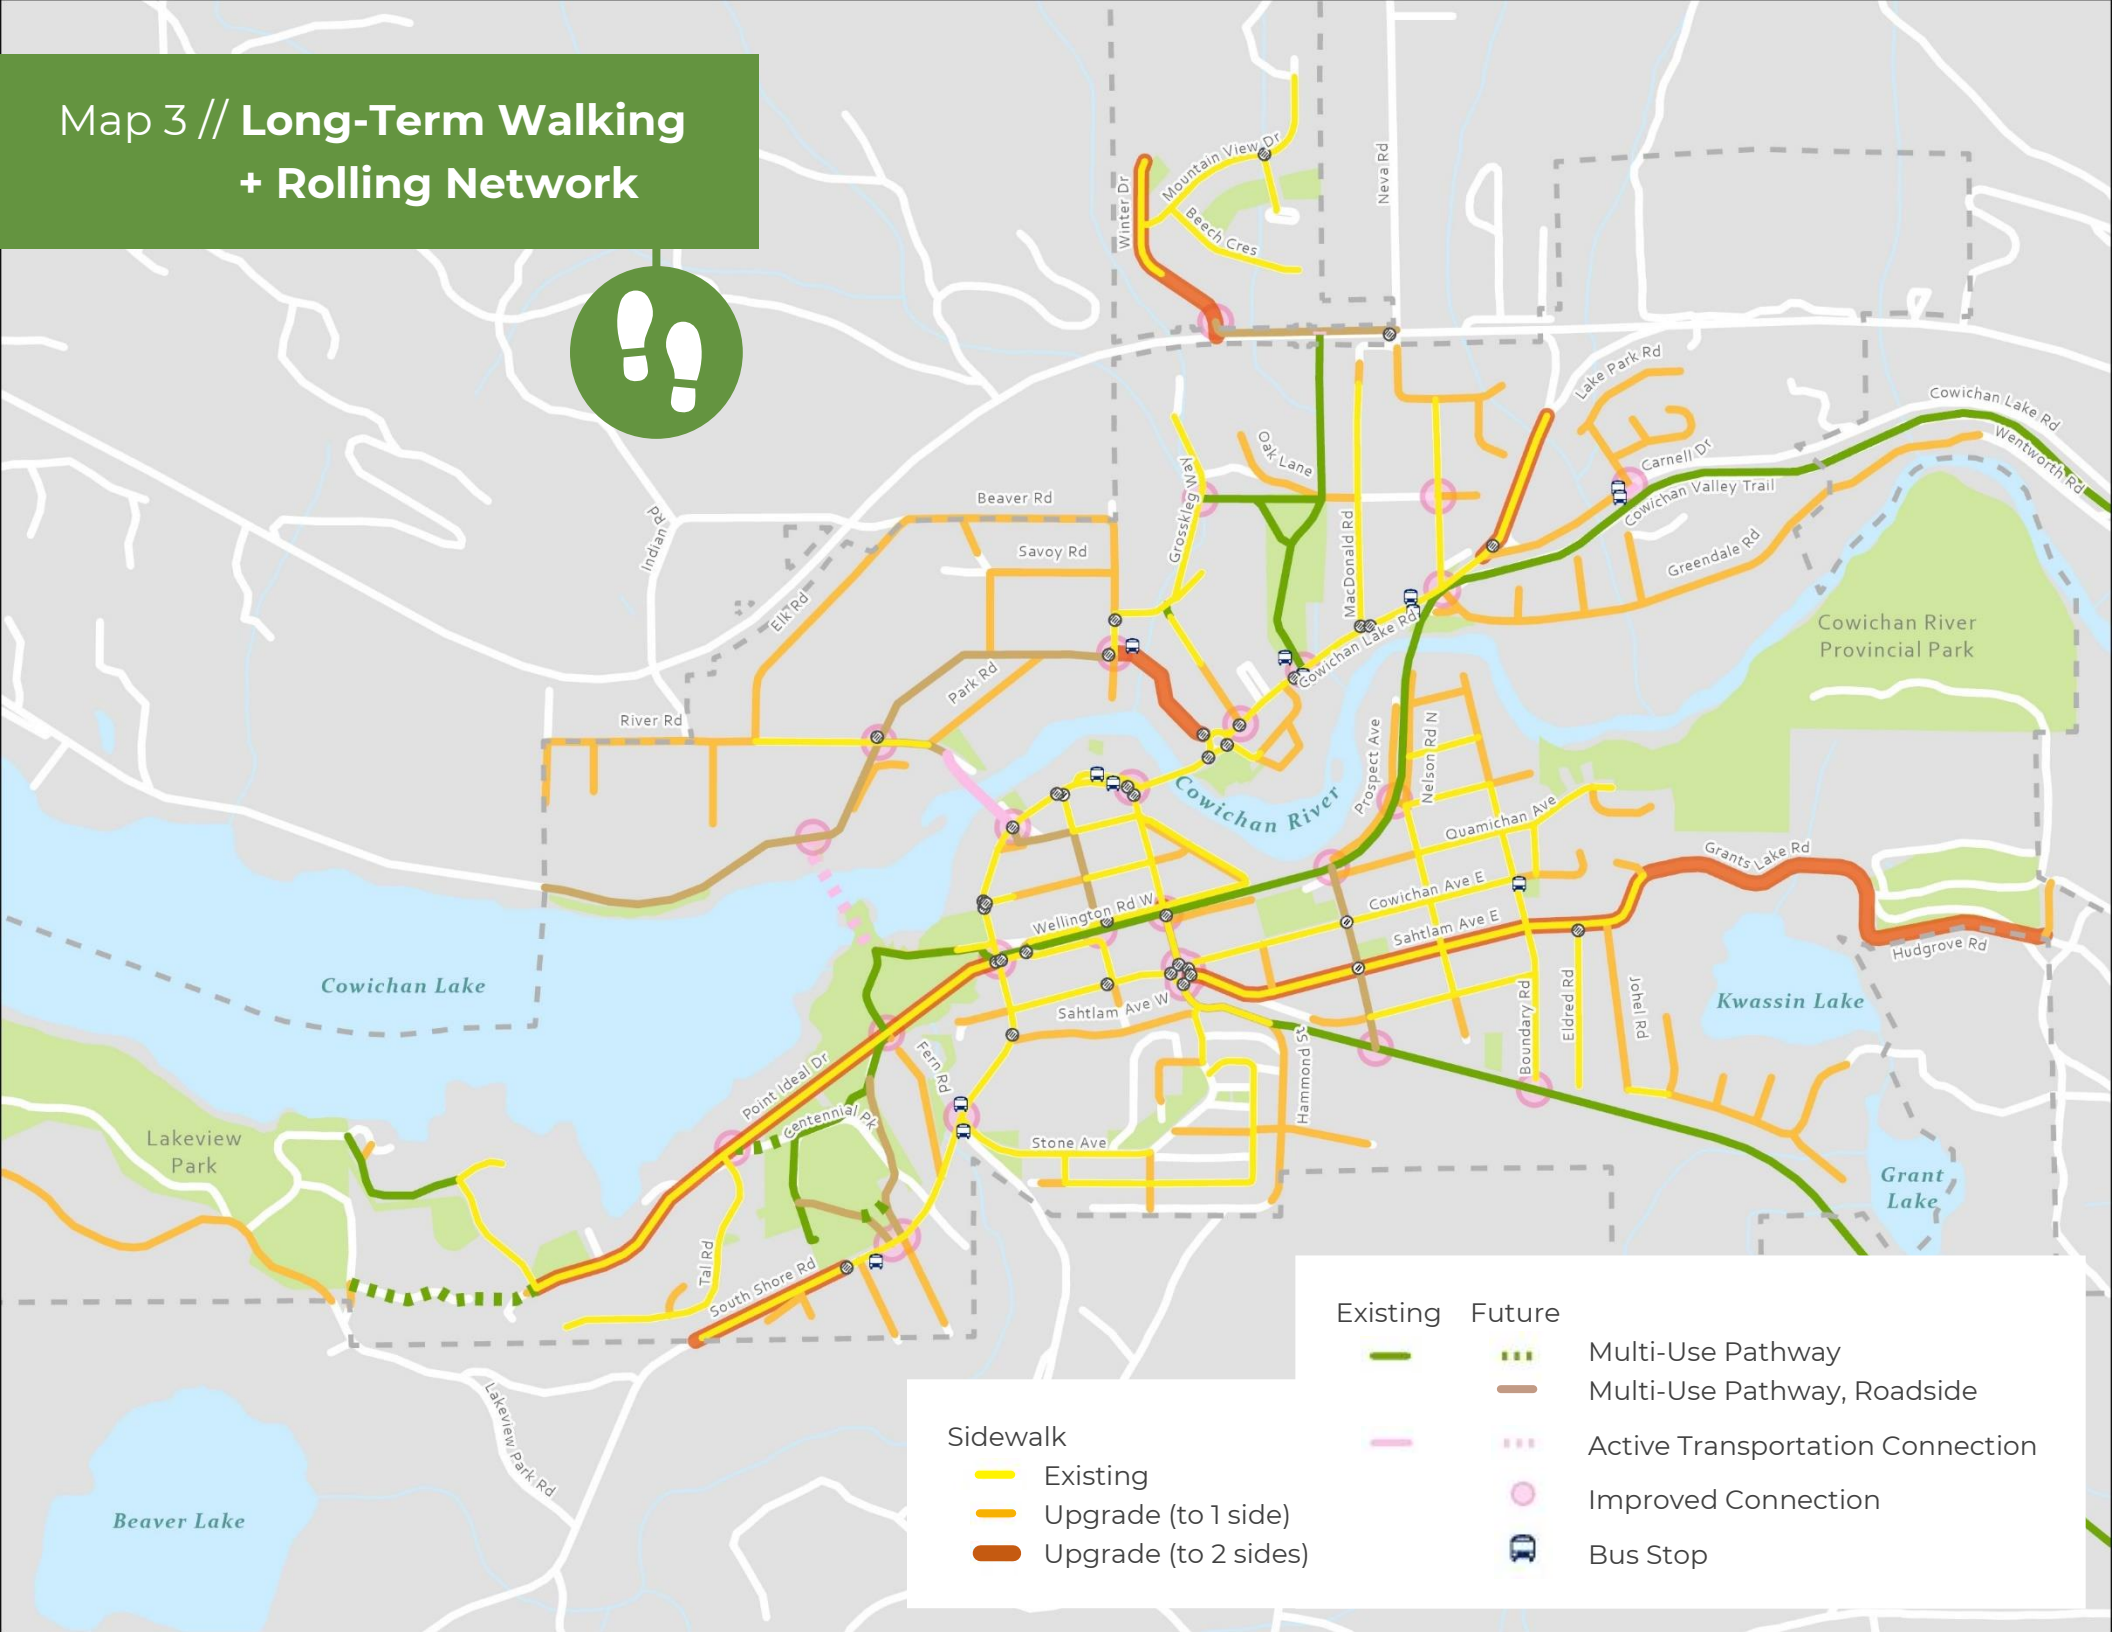 Map 3 // Long-Term Walking
+ Rolling Network
Mountain View Dr
Winter Dr
Beech Cres
Neva Rd
Lake Park Rd
Cowichan Lake Rd
Wentworth Rd
Carnell Dr
Cowichan Valley Trail
Oak Lane
Grosskleg Way
Beaver Rd
Indian Rd
Savoy Rd
MacDonald Rd
Greendale Rd
Elk Rd
Cowichan Lake Rd
Cowichan River
Provincial Park
Park Rd
River Rd
Prospect Ave
Nelson Rd N
Cowichan River
Quamichan Ave
Grants Lake Rd
Cowichan Ave E
Wellington Rd W
Sahtlam Ave E
Hudgrove Rd
Cowichan Lake
Sahtlam Ave W
Boundary Rd
Eldred Rd
Johel Rd
Kwassin Lake
Hammond St
Hammond Rd
Fern Rd
Point Ideal Dr
Centennial Pk
Stone Ave
Lakeview
Park
Grant
Lake
Tal Rd
South Shore Rd
Lakeview Park Rd
Beaver Lake
Existing Future
Multi-Use Pathway
Multi-Use Pathway, Roadside
Active Transportation Connection
Improved Connection
Bus Stop
Sidewalk
Existing
Upgrade (to 1 side)
Upgrade (to 2 sides)